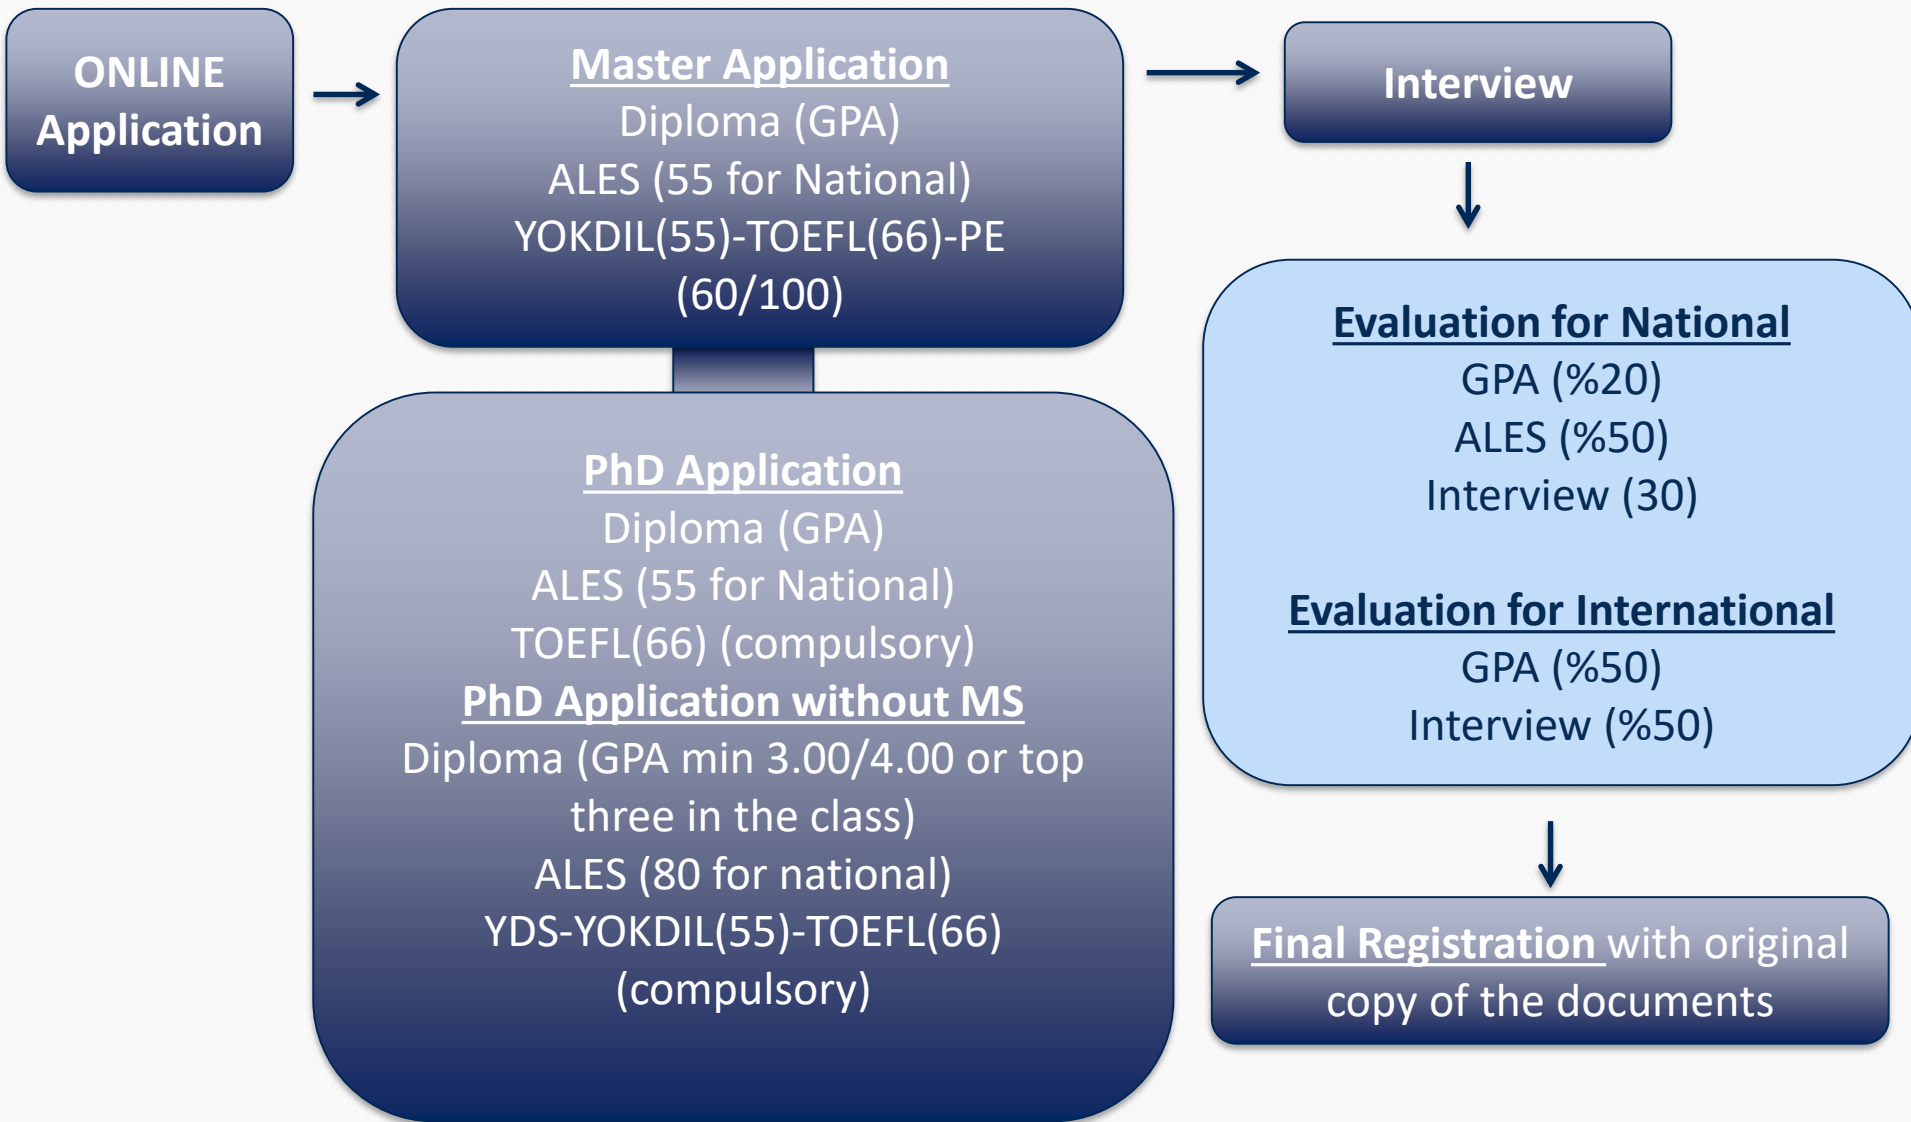 ONLINE
Application
Master Application
Diploma (GPA)
ALES (55 for National)
YOKDIL(55)-TOEFL(66)-PE
(60/100)
PhD Application
Diploma (GPA)
ALES (55 for National)
TOEFL(66) (compulsory)
PhD Application without MS
Diploma (GPA min 3.00/4.00 or top
three in the class)
ALES (80 for national)
YDS-YOKDIL(55)-TOEFL(66)
(compulsory)
Interview
Evaluation for National
GPA (%20)
ALES (%50)
Interview (30)
Evaluation for International
GPA (%50)
Interview (%50)
Final Registration with original
copy of the documents